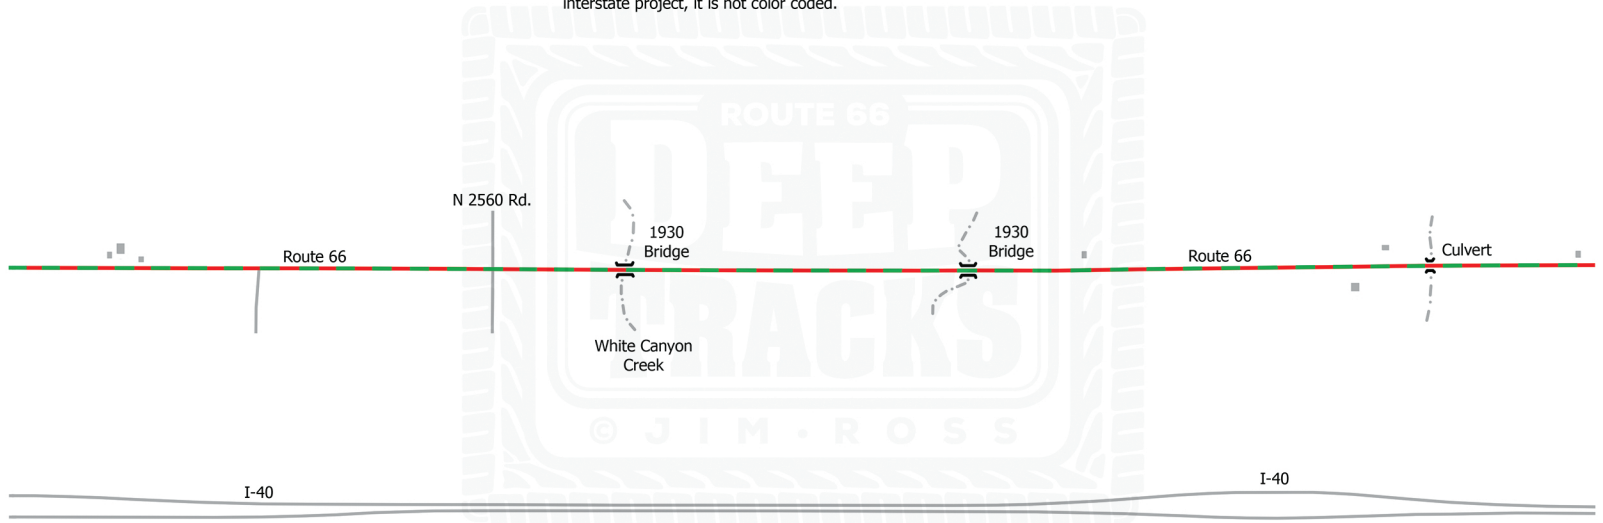 interstate project, it is not color coded.
ROUTE 66
DEEP
TRACKS
© JIM • ROSS
N 2560 Rd.
Route 66
1930
Bridge
White Canyon
Creek
1930
Bridge
Route 66
Culvert
I-40
I-40